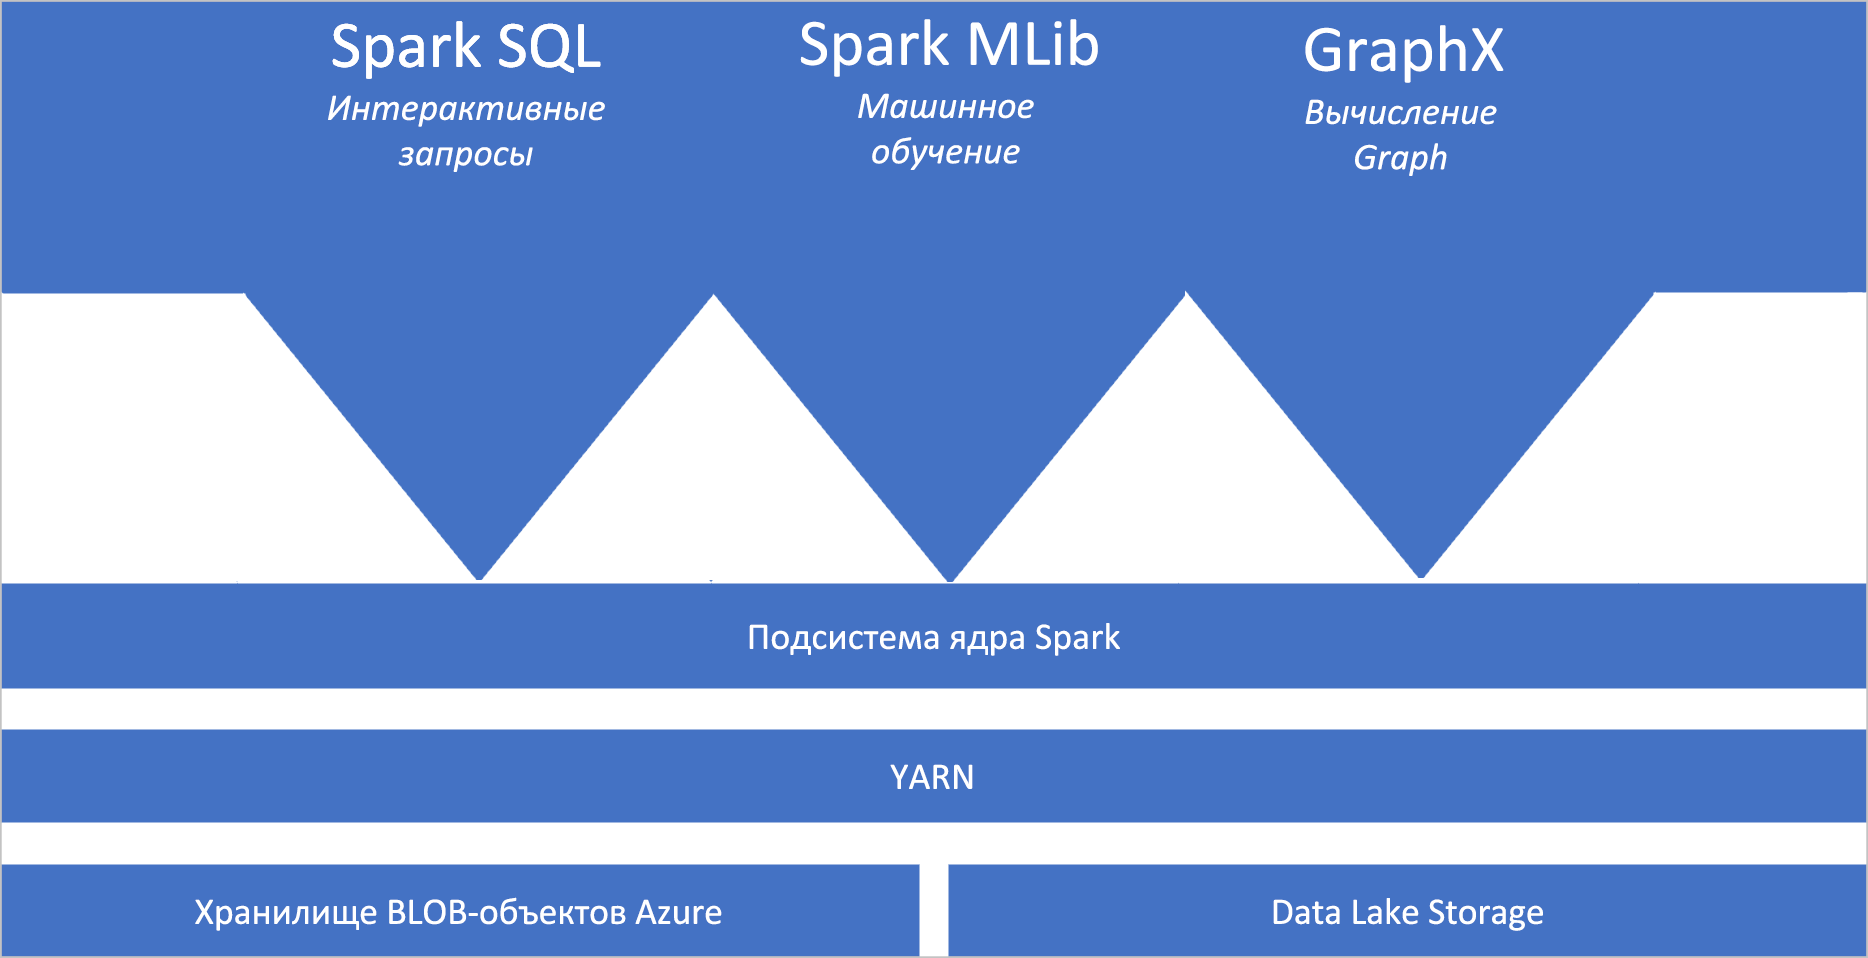 Spark SQL
Интерактивные
запросы
Spark MLib
Машинное
обучение
GraphX
Вычисление
Graph
Подсистема ядра Spark
YARN
Хранилище BLOB-объектов Azure
Data Lake Storage